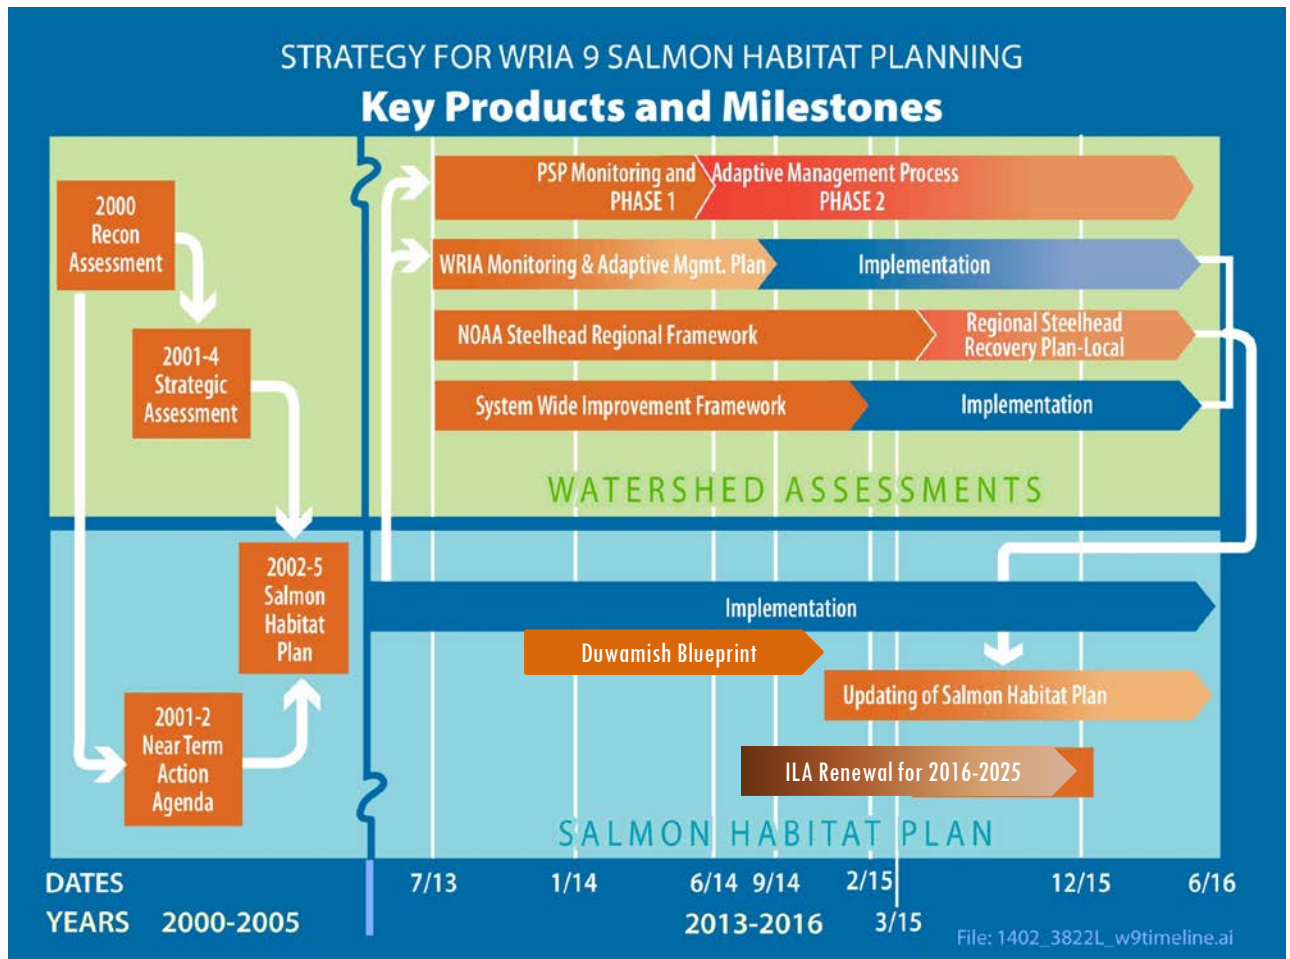 STRATEGY FOR WRIA 9 SALMON HABITAT PLANNING
Key Products and Milestones
2000
Recon
Assessment
2001-4
Strategic
Assessment
PSP Monitoring and
PHASE 1
Adaptive Management Process
PHASE 2
WRIA Monitoring & Adaptive Mgmt. Plan
Implementation
NOAA Steelhead Regional Framework
Regional Steelhead
Recovery Plan-Local
System Wide Improvement Framework
Implementation
WATERSHED ASSESSMENTS
2002-5
Salmon
Habitat
Plan
2001-2
Near Term
Action
Agenda
Implementation
Duwamish Blueprint
Updating of Salmon Habitat Plan
ILA Renewal for 2016-2025
SALMON HABITAT PLAN
DATES 7/13 1/14 6/14 9/14 2/15 12/15 6/16
YEARS 2000-2005 2013-2016 3/15
File: 1402_3822L_w9timeline.ai